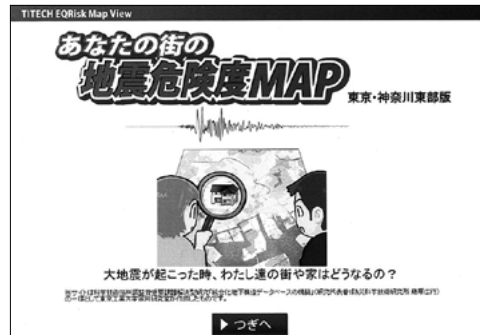 TiTECH EQRisk Map View
あなたの街の
地震危険度MAP
東京・神奈川東部版
大地震が起こった時、わたし達の街や家はどうなるの？
▶ つぎへ